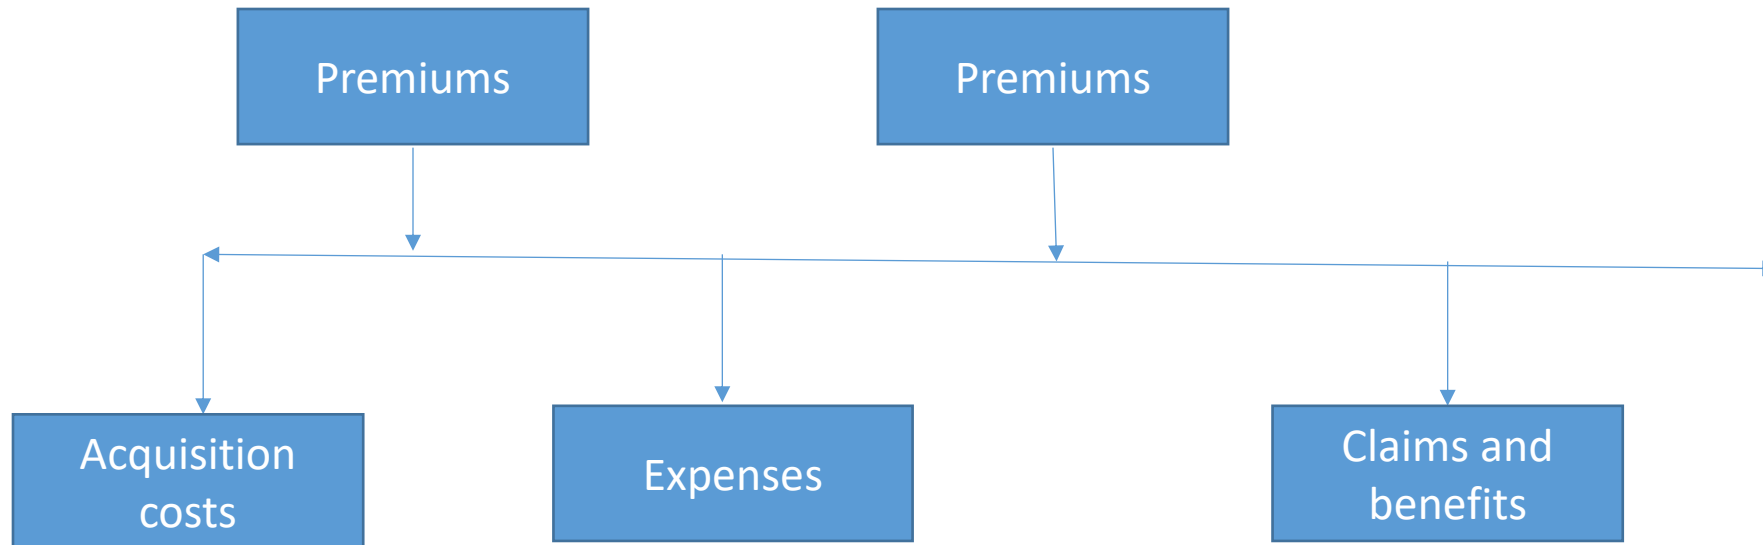 Premiums
Premiums
Acquisition
costs
Expenses
Claims and
benefits